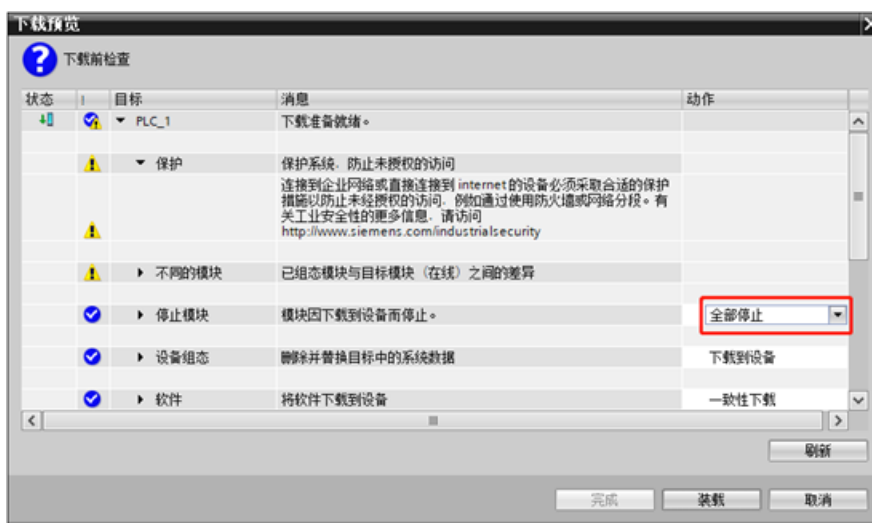 下载预览
下载前检查
状态 ! 目标 消息 动作
PLC_1 下载准备就绪。
保护 保护系统，防止未授权的访问
连接到企业网络或直接连接到 internet 的设备必须采取合适的保护
措施以防止未经授权的访问，例如通过使用防火墙或网络分段。有
关工业安全性的更多信息，请访问
http://www.siemens.com/industrialsecurity
不同的模块 已组态模块与目标模块（在线）之间的差异
停止模块 模块因下载到设备而停止。 全部停止
设备组态 删除并替换目标中的系统数据 下载到设备
软件 将软件下载到设备 一致性下载
刷新
完成 装载 取消